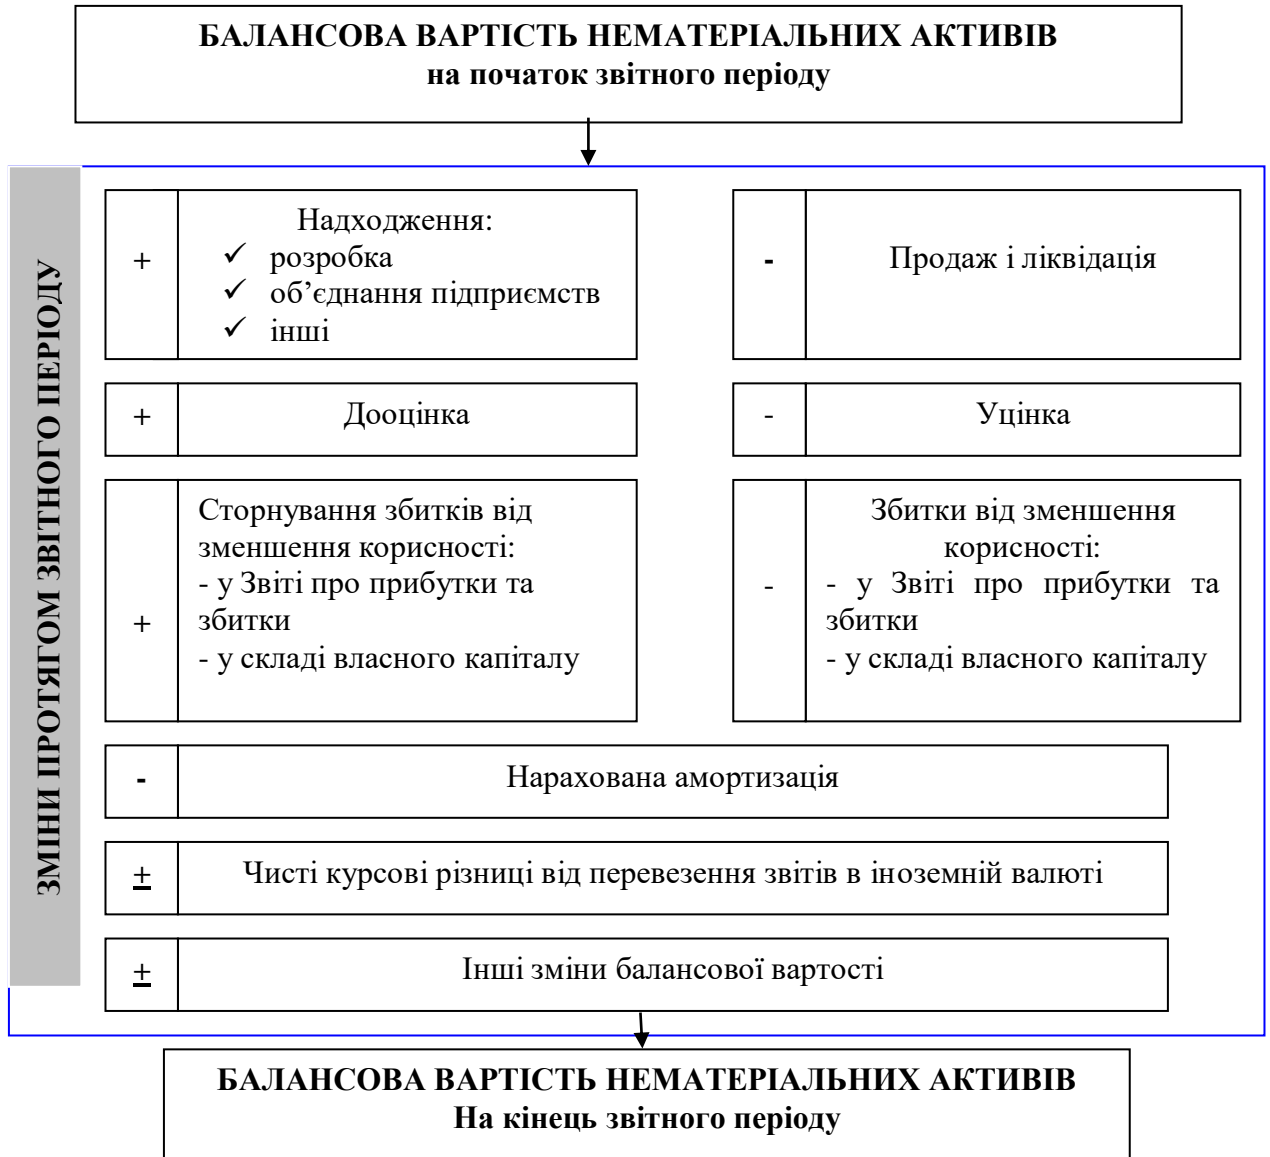 БАЛАНСОВА ВАРТІСТЬ НЕМАТЕРІАЛЬНИХ АКТИВІВ
на початок звітного періоду
ЗМІНИ ПРОТЯГОМ ЗВІТНОГО ПЕРІОДУ
+
Надходження:
✓ розробка
✓ об’єднання підприємств
✓ інші
-
Продаж і ліквідація
+
Дооцінка
-
Уцінка
+
Сторнування збитків від
зменшення корисності:
- у Звіті про прибутки та
збитки
- у складі власного капіталу
-
Збитки від зменшення
корисності:
- у Звіті про прибутки та
збитки
- у складі власного капіталу
-
Нарахована амортизація
±
Чисті курсові різниці від перевезення звітів в іноземній валюті
±
Інші зміни балансової вартості
БАЛАНСОВА ВАРТІСТЬ НЕМАТЕРІАЛЬНИХ АКТИВІВ
На кінець звітного періоду